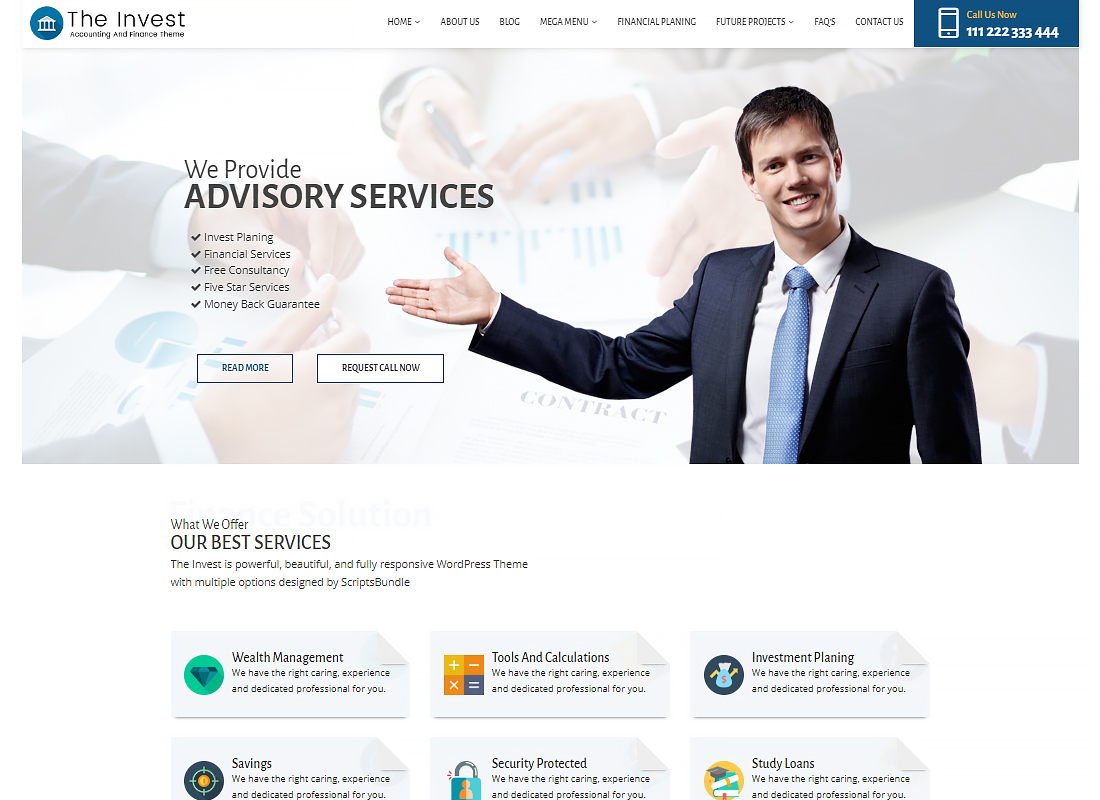 The Invest
Accounting And Finance Theme
HOME
ABOUT US
BLOG
MEGA MENU
FINANCIAL PLANING
FUTURE PROJECTS
FAQ'S
CONTACT US
Call Us Now
111 222 333 444
We Provide
ADVISORY SERVICES
Invest Planing
Financial Services
Free Consultancy
Five Star Services
Money Back Guarantee
READ MORE
REQUEST CALL NOW
CONTRACT
Finance Solution
What We Offer
OUR BEST SERVICES
The Invest is powerful, beautiful, and fully responsive WordPress Theme
with multiple options designed by ScriptsBundle
Wealth Management
We have the right caring, experience
and dedicated professional for you.
Tools And Calculations
We have the right caring, experience
and dedicated professional for you.
Investment Planing
We have the right caring, experience
and dedicated professional for you.
Savings
We have the right caring, experience
and dedicated professional for you.
Security Protected
We have the right caring, experience
and dedicated professional for you.
Study Loans
We have the right caring, experience
and dedicated professional for you.